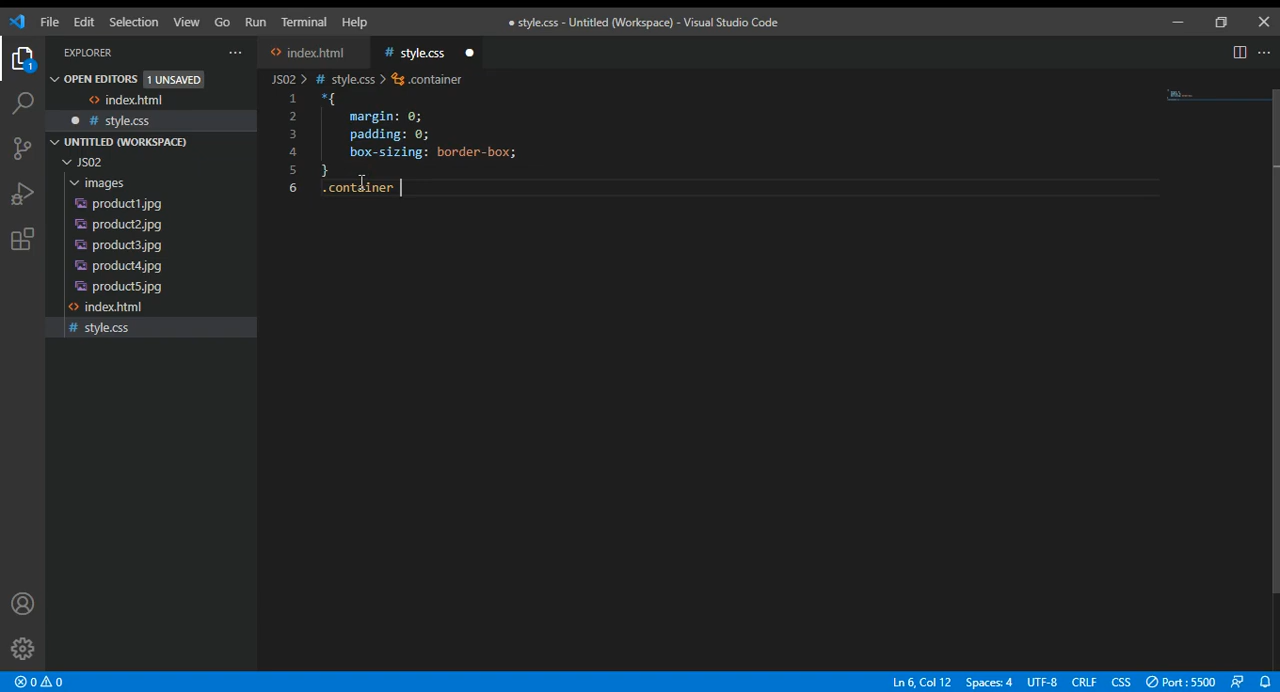 File Edit Selection View Go Run Terminal Help
● style.css - Untitled (Workspace) - Visual Studio Code
EXPLORER
index.html
# style.css
OPEN EDITORS 1 UNSAVED
JS02 > # style.css > .container
index.html
# style.css
UNTITLED (WORKSPACE)
JS02
images
product1.jpg
product2.jpg
product3.jpg
product4.jpg
product5.jpg
index.html
# style.css
1 *{
2 margin: 0;
3 padding: 0;
4 box-sizing: border-box;
5 }
6 .container
1
0 0
Ln 6, Col 12 Spaces: 4 UTF-8 CRLF CSS Port : 5500